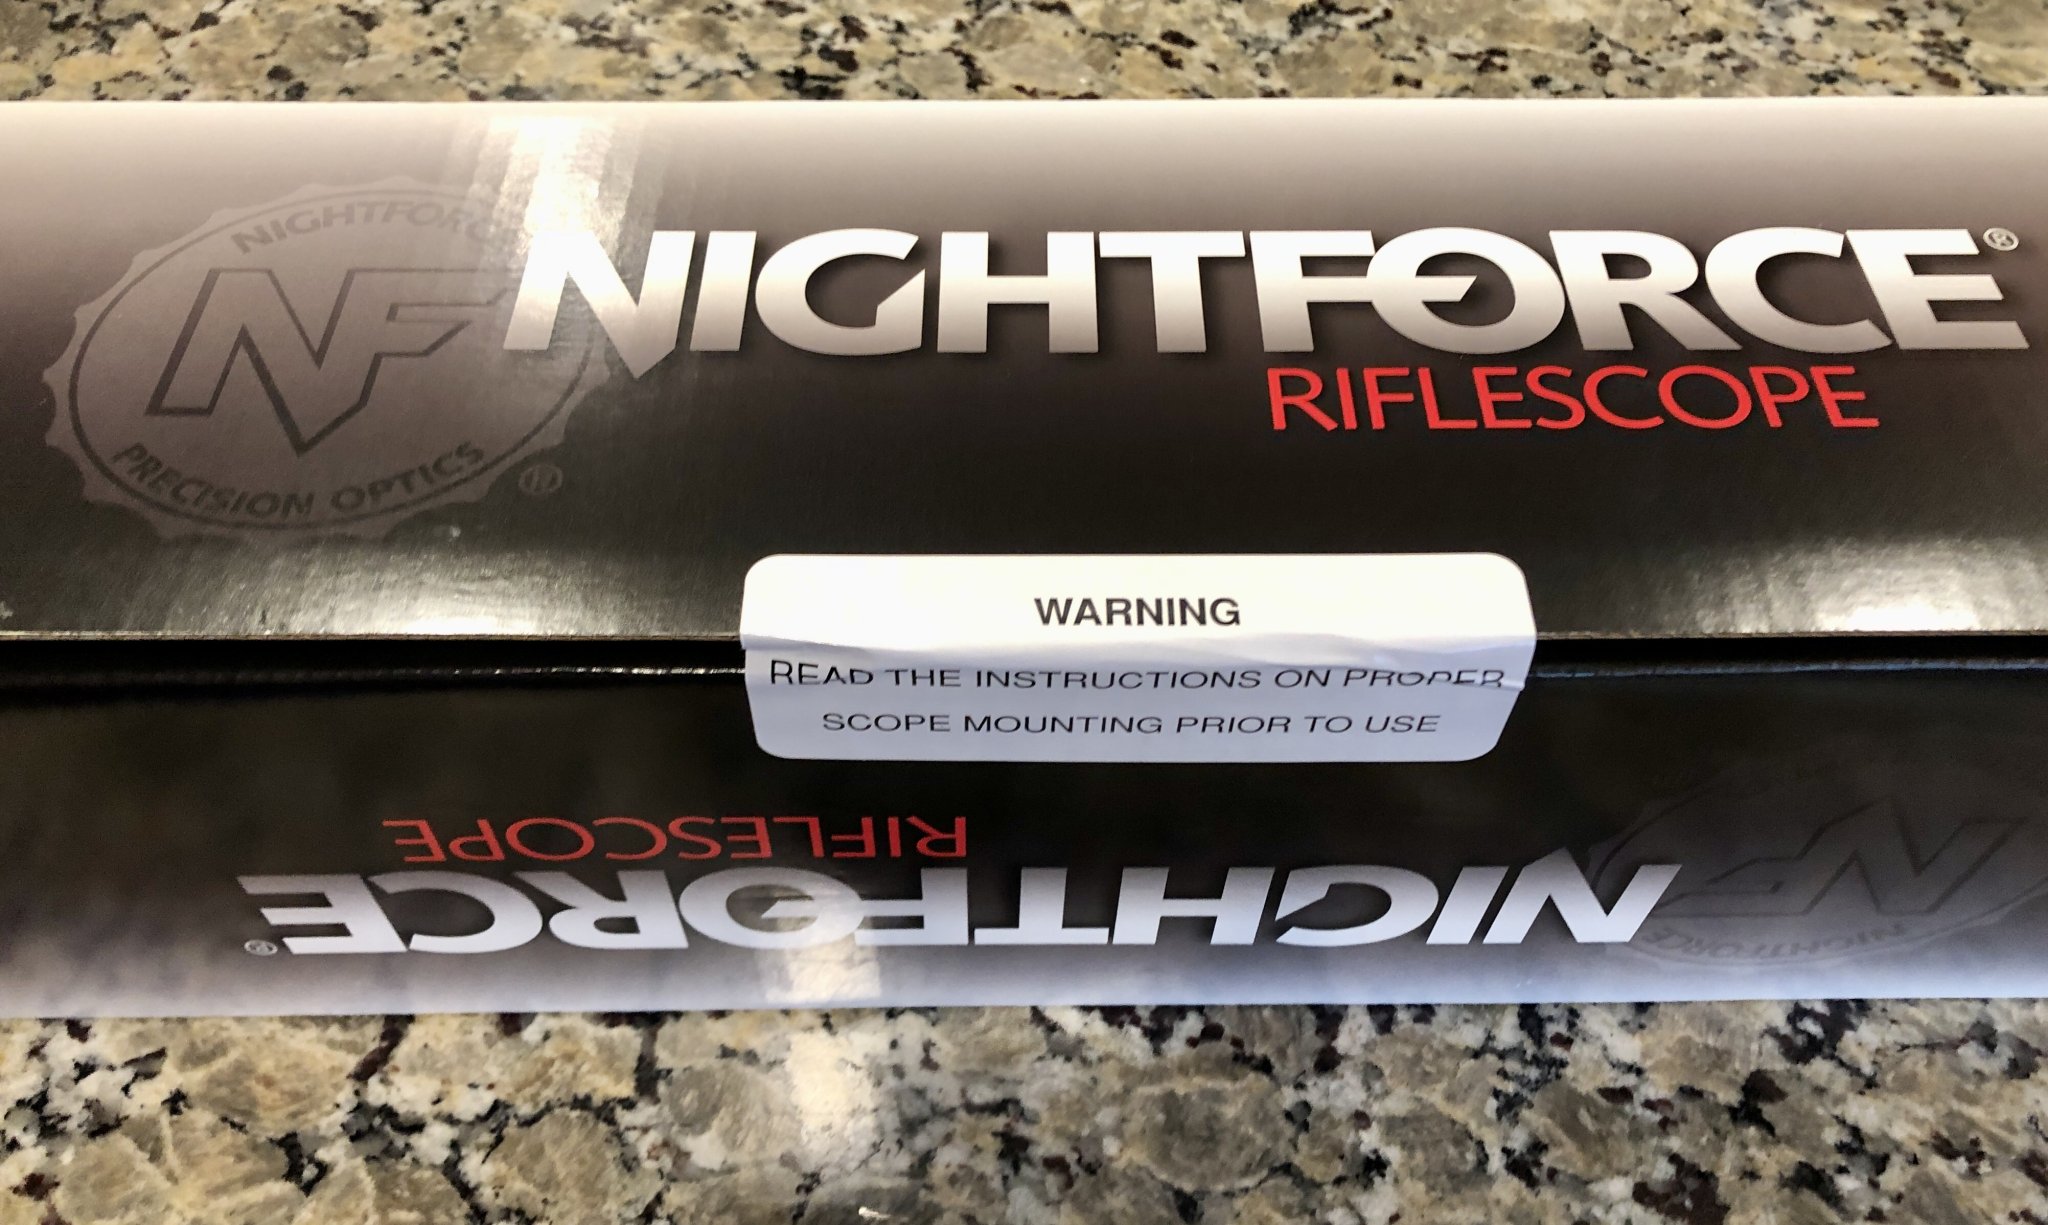 NIGHTFORCE
NF
PRECISION OPTICS ®
NIGHTFORCE®
RIFLESCOPE
WARNING
READ THE INSTRUCTIONS ON PROPER
SCOPE MOUNTING PRIOR TO USE
RIFLESCOPE
NIGHTFORCE®
NF
NIGHTFORCE